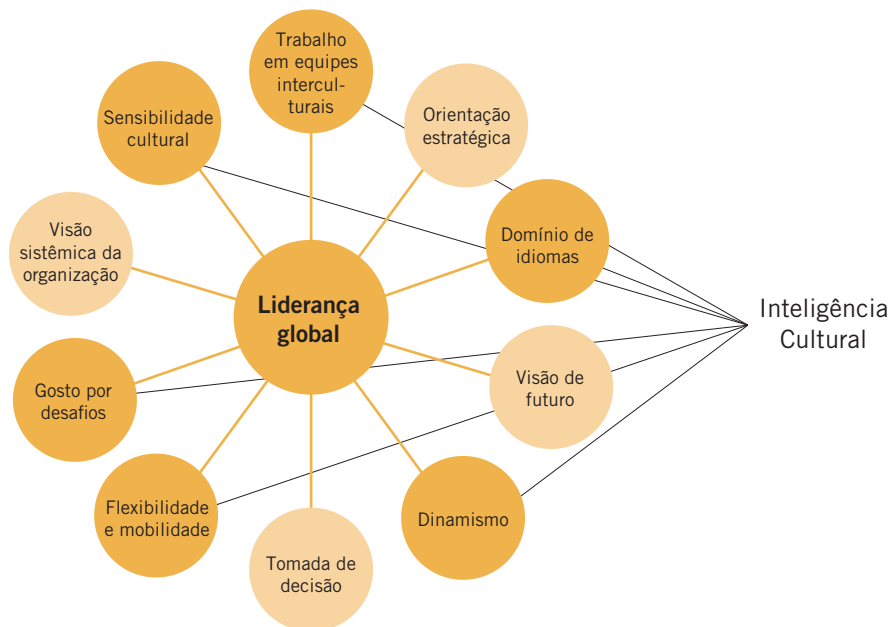 Trabalho
em equipes
intercul-
turais
Orientação
estratégica
Sensibilidade
cultural
Domínio de
idiomas
Visão
sistêmica da
organização
Liderança
global
Inteligência
Cultural
Gosto por
desafios
Visão de
futuro
Flexibilidade
e mobilidade
Dinamismo
Tomada de
decisão